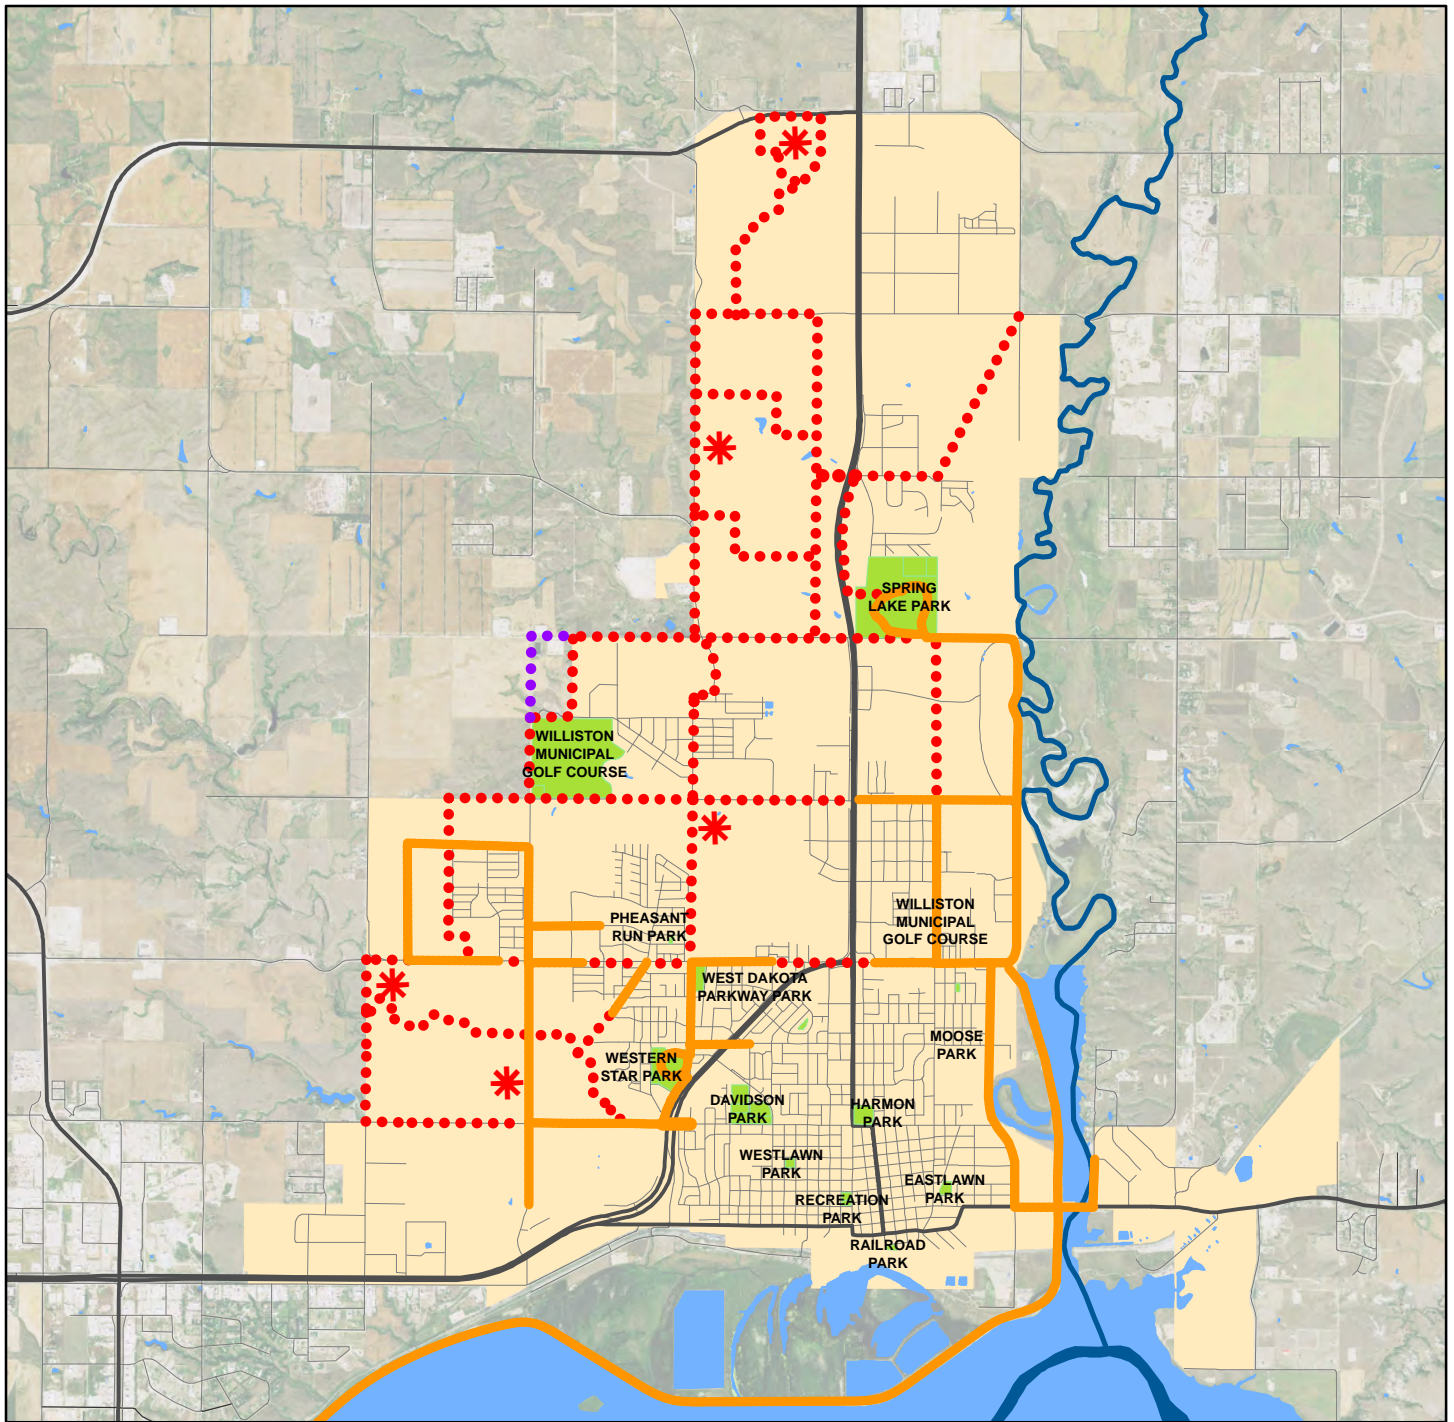 SPRING
LAKE PARK
WILLISTON
MUNICIPAL
GOLF COURSE
WILLISTON
MUNICIPAL
GOLF COURSE
PHEASANT
RUN PARK
WEST DAKOTA
PARKWAY PARK
MOOSE
PARK
WESTERN
STAR PARK
DAVIDSON
PARK
HARMON
PARK
WESTLAWN
PARK
EASTLAWN
PARK
RECREATION
PARK
RAILROAD
PARK